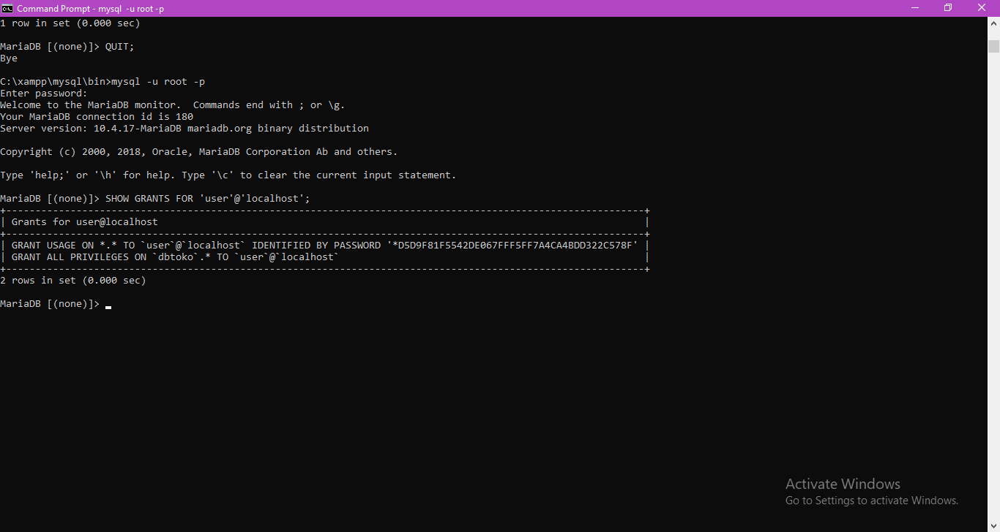 Command Prompt - mysql -u root -p
1 row in set (0.000 sec)
MariaDB [(none)]> QUIT;
Bye
C:\xampp\mysql\bin>mysql -u root -p
Enter password:
Welcome to the MariaDB monitor.  Commands end with ; or \g.
Your MariaDB connection id is 180
Server version: 10.4.17-MariaDB mariadb.org binary distribution
Copyright (c) 2000, 2018, Oracle, MariaDB Corporation Ab and others.
Type 'help;' or '\h' for help. Type '\c' to clear the current input statement.
MariaDB [(none)]> SHOW GRANTS FOR 'user'@'localhost';
| Grants for user@localhost |
| GRANT USAGE ON *.* TO `user`@`localhost` IDENTIFIED BY PASSWORD '*D5D9F81F5542DE067FFF5FF7A4CA4BDD322C578F' |
| GRANT ALL PRIVILEGES ON `dbtoko`.* TO `user`@`localhost` |
2 rows in set (0.000 sec)
MariaDB [(none)]>
Activate Windows
Go to Settings to activate Windows.